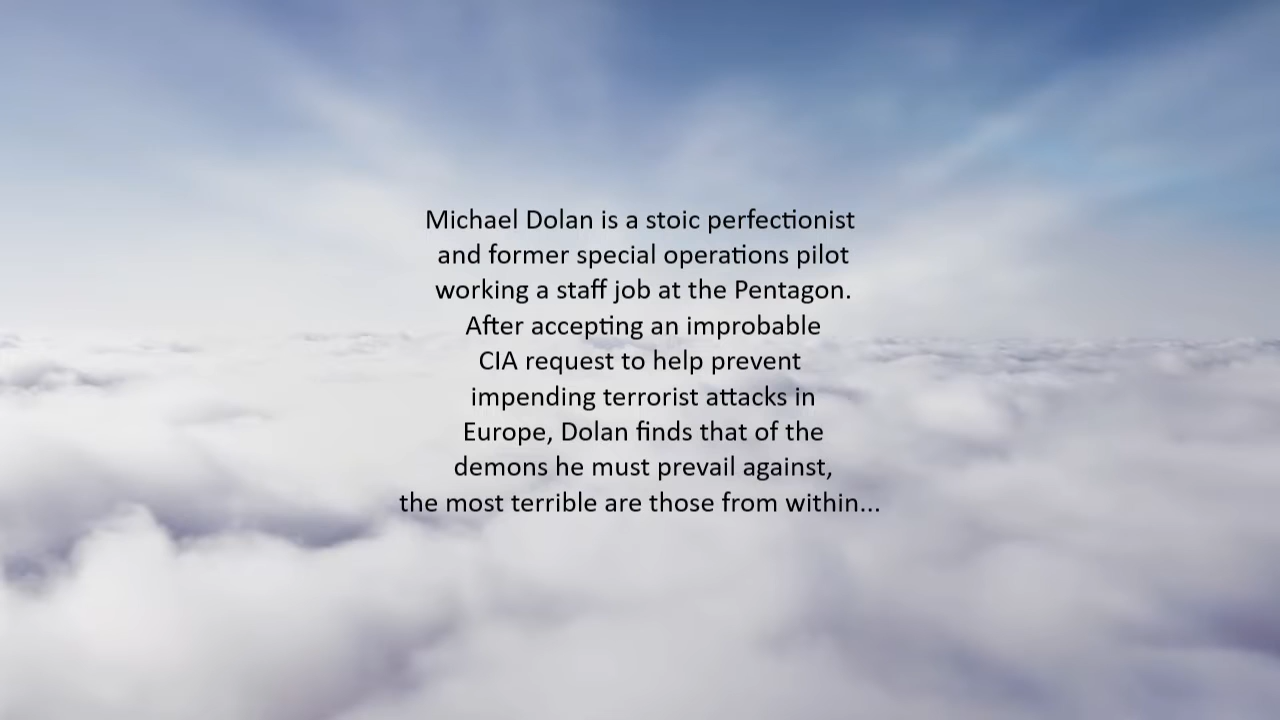 Michael Dolan is a stoic perfectionist
and former special operations pilot
working a staff job at the Pentagon.
After accepting an improbable
CIA request to help prevent
impending terrorist attacks in
Europe, Dolan finds that of the
demons he must prevail against,
the most terrible are those from within...